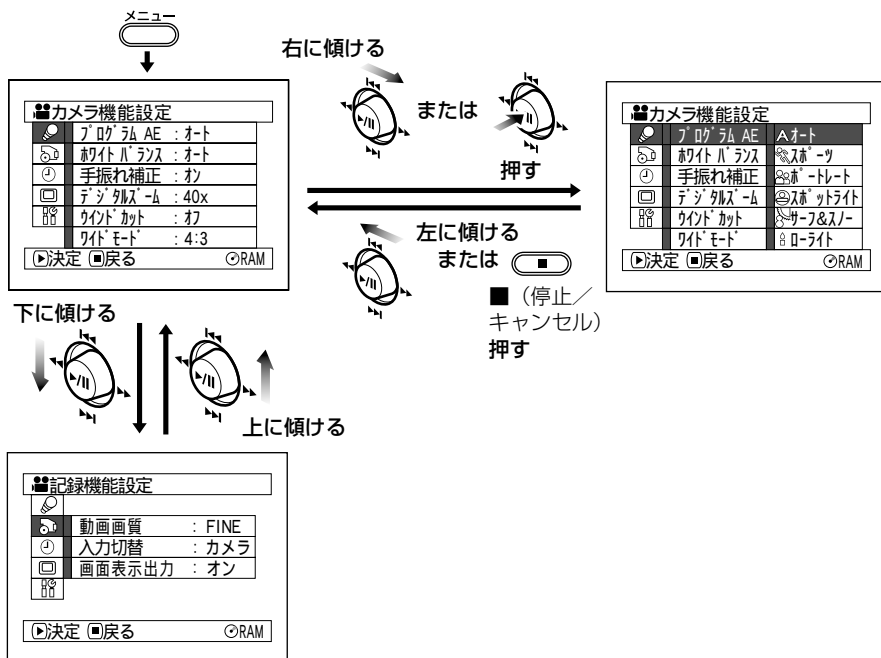 メニュー
右に傾ける
または
押す
カメラ機能設定
プログラム AE : オート
ホワイトバランス : オート
手振れ補正 : オン
デジタルズーム : 40x
ウインドカット : オフ
ワイドモード : 4:3
決定 戻る RAM
左に傾ける
または
■（停止／
キャンセル）
押す
カメラ機能設定
プログラム AE Aオート
ホワイトバランス スポーツ
手振れ補正 ポートレート
デジタルズーム スポットライト
ウインドカット サーフ&スノー
ワイドモード ローライト
決定 戻る RAM
下に傾ける
上に傾ける
記録機能設定
動画画質 : FINE
入力切替 : カメラ
画面表示出力 : オン
決定 戻る RAM